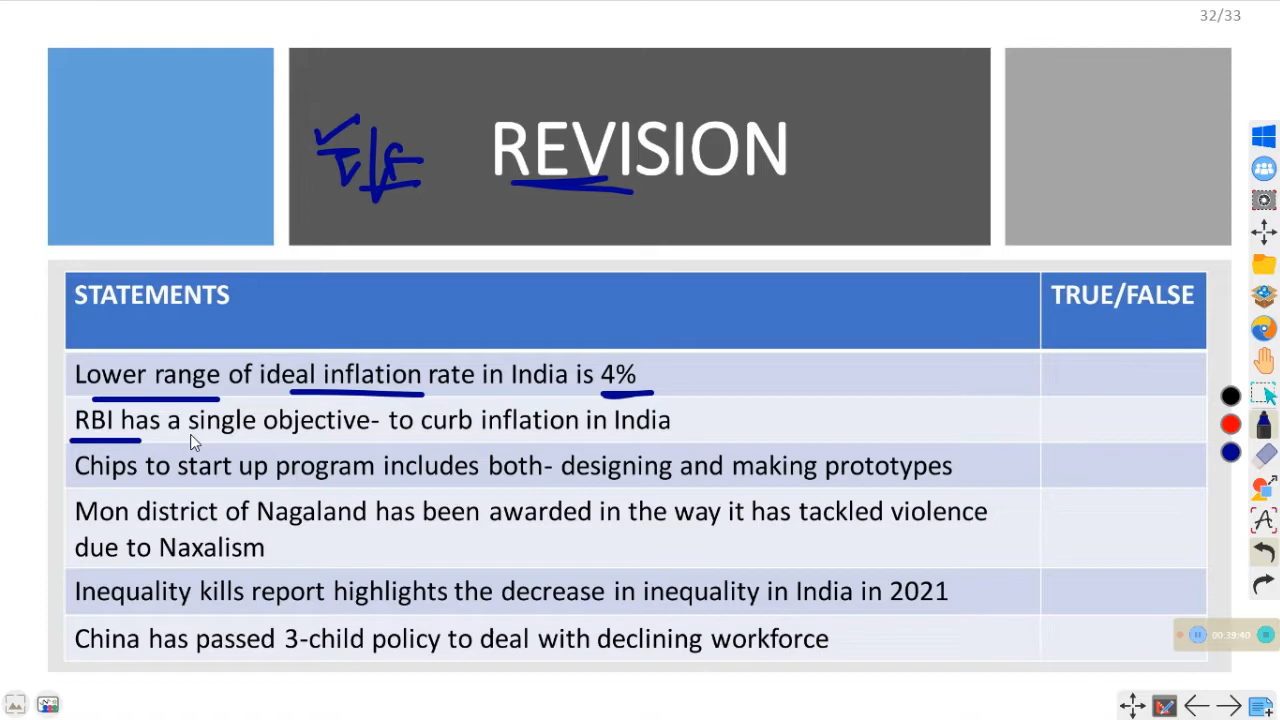 32/33
T/F
REVISION
STATEMENTS TRUE/FALSE
Lower range of ideal inflation rate in India is 4%
RBI has a single objective- to curb inflation in India
Chips to start up program includes both- designing and making prototypes
Mon district of Nagaland has been awarded in the way it has tackled violence
due to Naxalism
Inequality kills report highlights the decrease in inequality in India in 2021
China has passed 3-child policy to deal with declining workforce
00:39:40